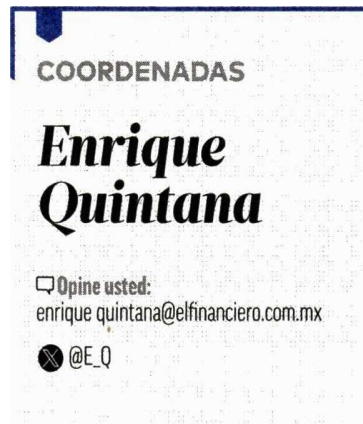 COORDENADAS
Enrique
Quintana
Opine usted:
enrique quintana@elfinanciero.com.mx
@E_Q